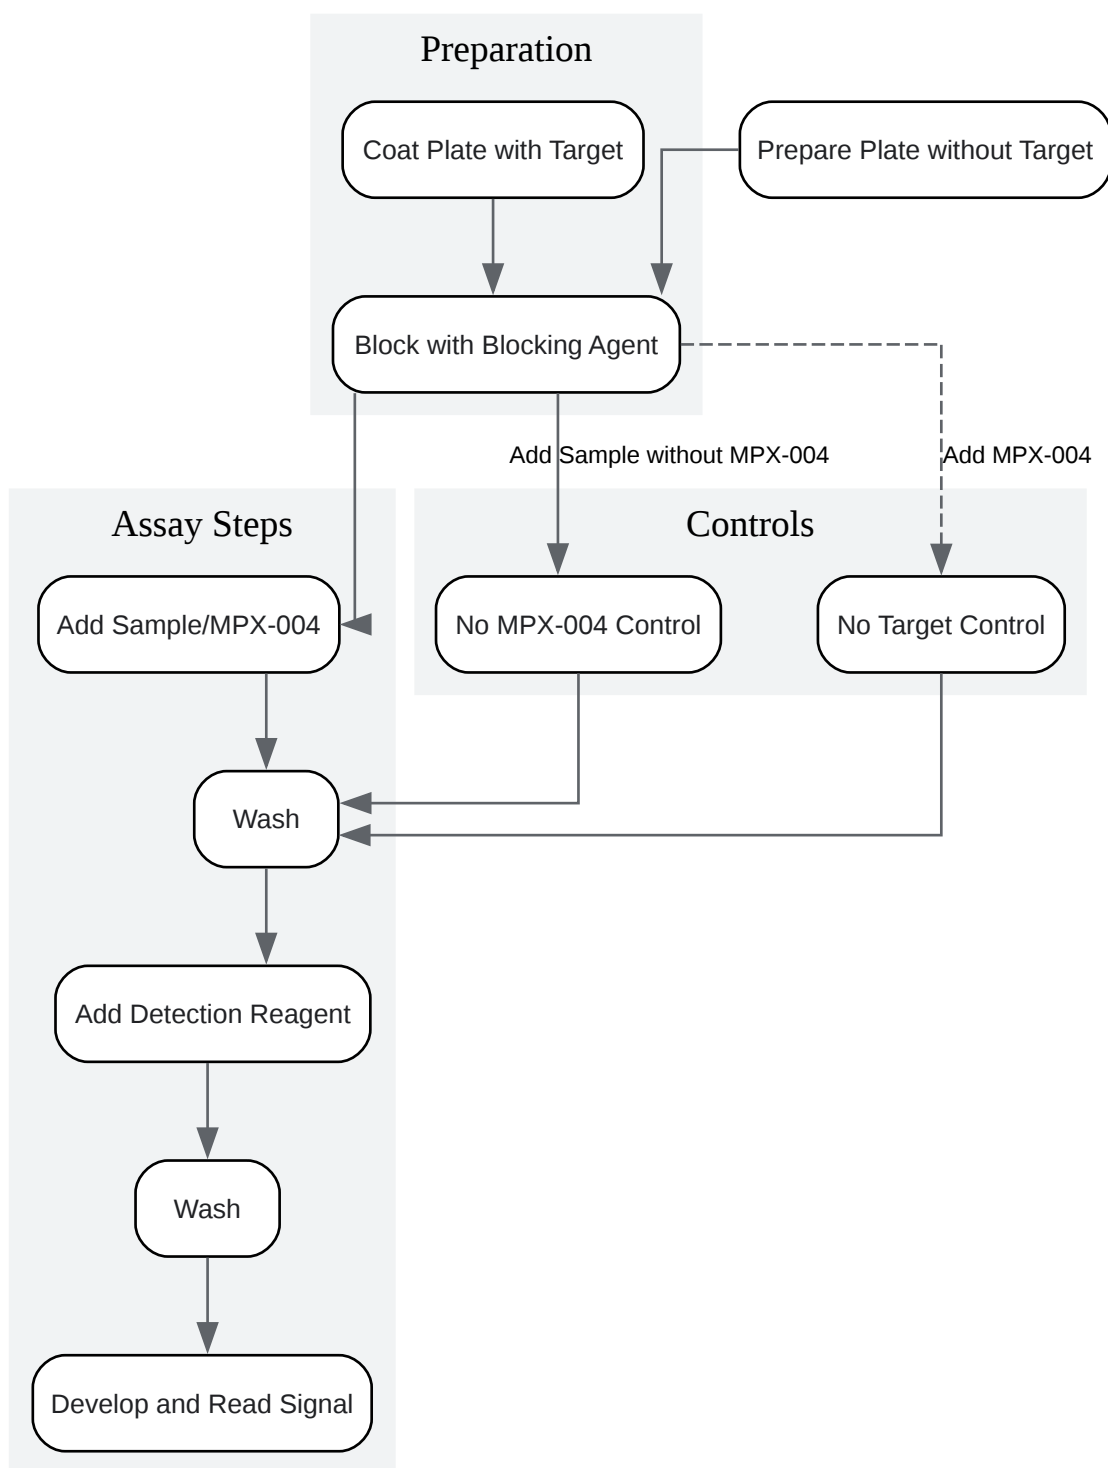 Preparation
Coat Plate with Target
Prepare Plate without Target
Block with Blocking Agent
Add Sample without MPX-004
Add MPX-004
Assay Steps
Controls
Add Sample/MPX-004
No MPX-004 Control
No Target Control
Wash
Add Detection Reagent
Wash
Develop and Read Signal